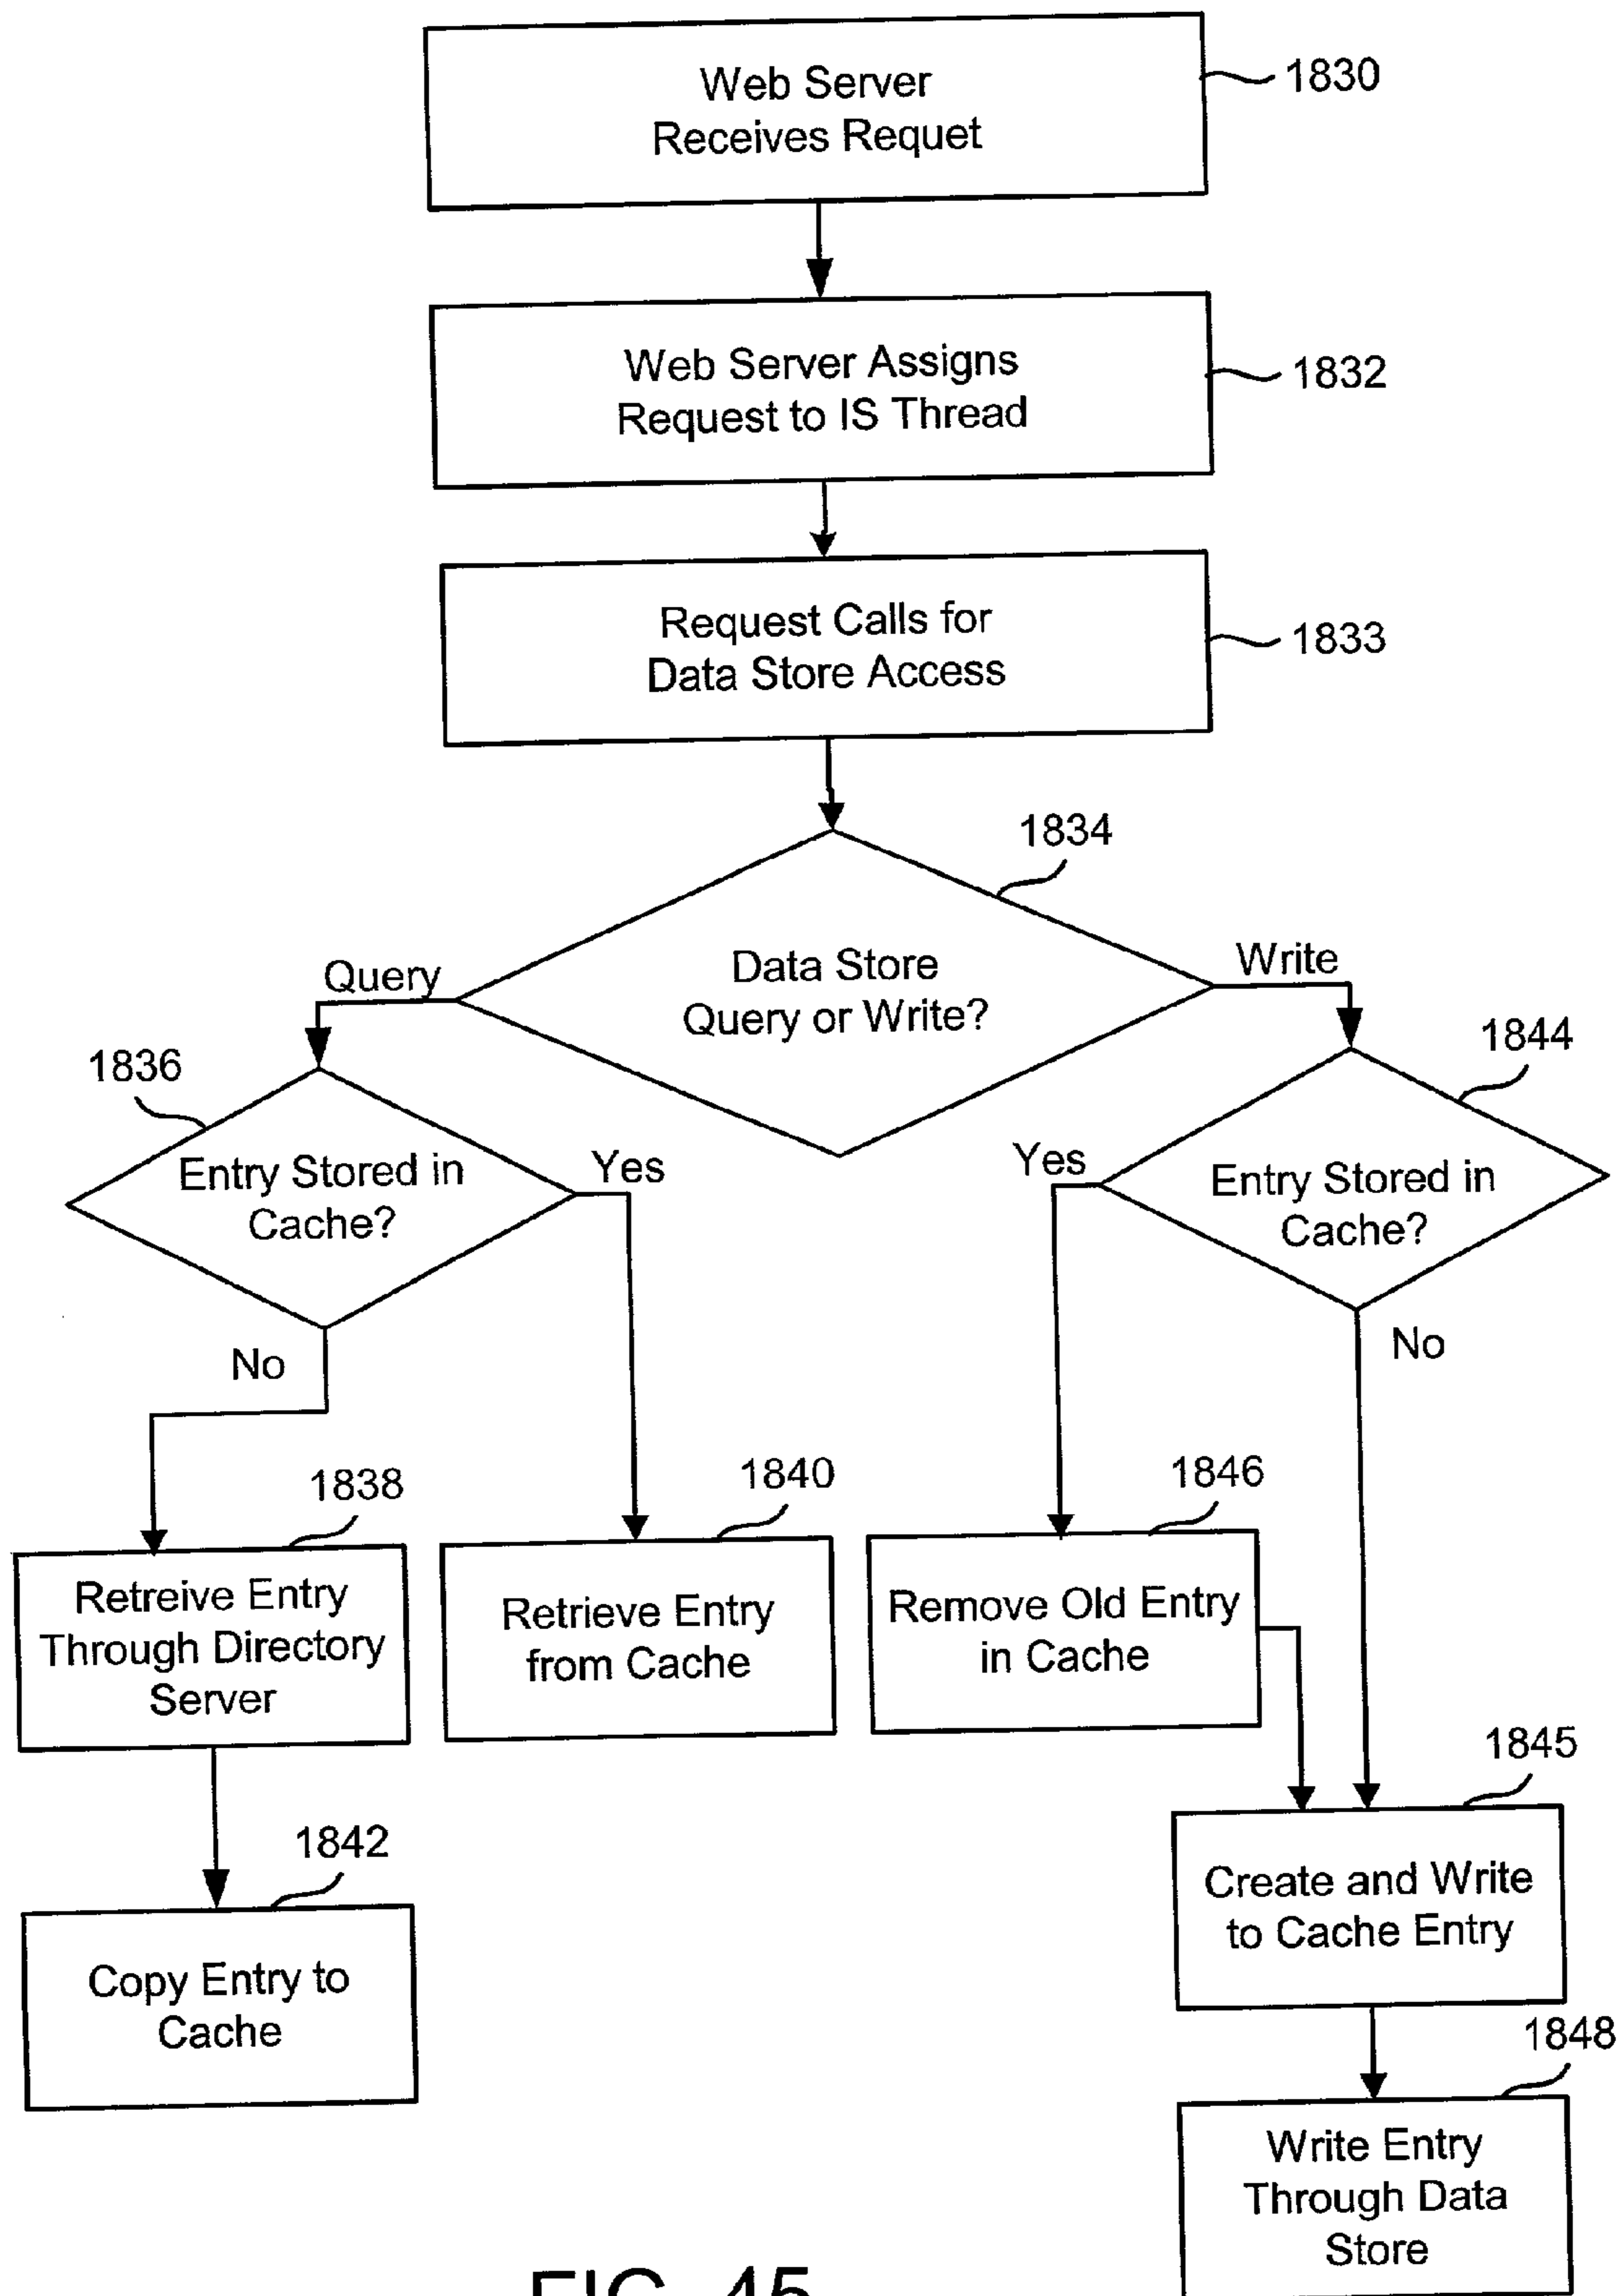 Web Server
Receives Requet
1830
Web Server Assigns
Request to IS Thread
1832
Request Calls for
Data Store Access
1833
1834
Data Store
Query or Write?
Query
Write
1836
Entry Stored in
Cache?
Yes
No
1844
Entry Stored in
Cache?
Yes
No
1838
Retreive Entry
Through Directory
Server
1840
Retrieve Entry
from Cache
1846
Remove Old Entry
in Cache
1845
Create and Write
to Cache Entry
1842
Copy Entry to
Cache
1848
Write Entry
Through Data
Store
FIG. 45